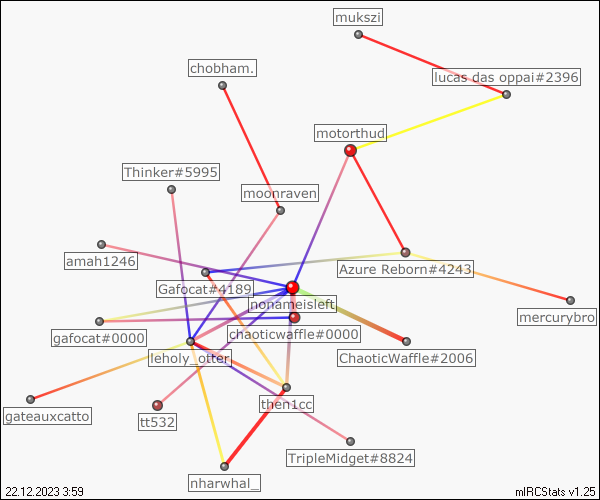 mukszi
chobham.
lucas das oppai#2396
motorthud
Thinker#5995
moonraven
amah1246
Azure Reborn#4243
Gafocat#4189
nonameisleft
mercurybro
gafocat#0000
chaoticwaffle#0000
leholy_otter
ChaoticWaffle#2006
gateauxcatto
then1cc
tt532
TripleMidget#8824
nharwhal_
22.12.2023 3:59
mIRCStats v1.25